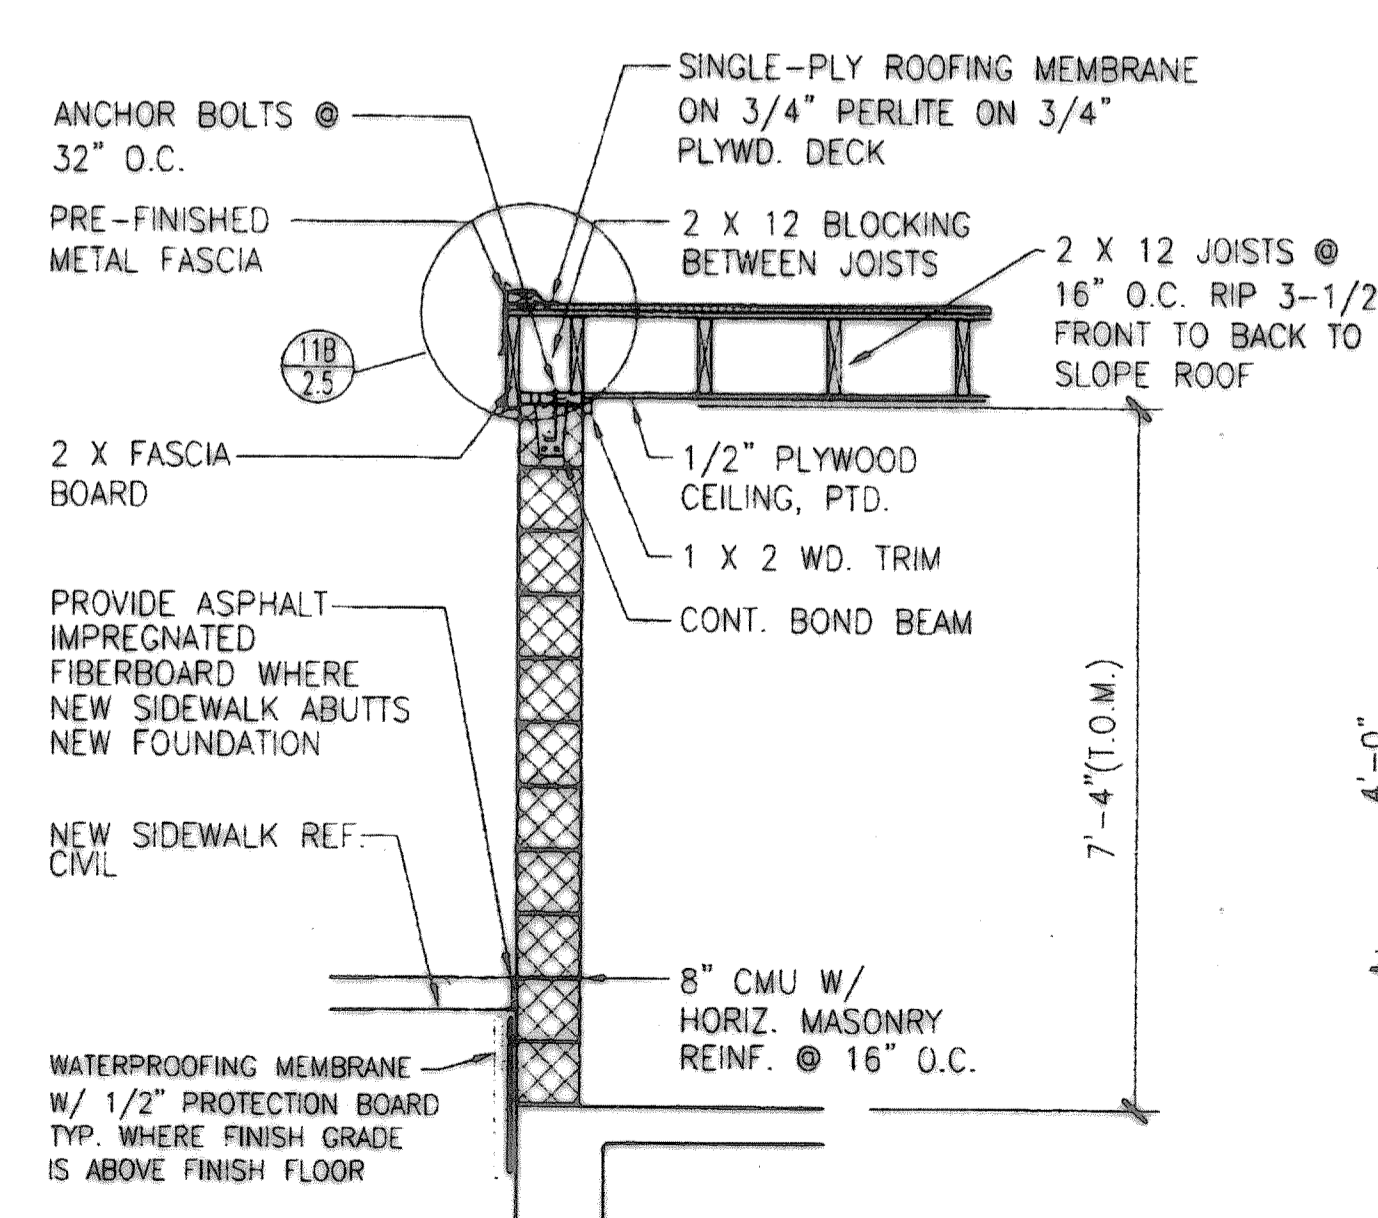 SINGLE-PLY ROOFING MEMBRANE
ON 3/4" PERLITE ON 3/4"
PLYWD. DECK
ANCHOR BOLTS @
32" O.C.
PRE-FINISHED
METAL FASCIA
2 X 12 BLOCKING
BETWEEN JOISTS
2 X 12 JOISTS @
16" O.C. RIP 3-1/2
FRONT TO BACK TO
SLOPE ROOF
11B
2.5
2 X FASCIA
BOARD
1/2" PLYWOOD
CEILING, PTD.
1 X 2 WD. TRIM
CONT. BOND BEAM
PROVIDE ASPHALT
IMPREGNATED
FIBERBOARD WHERE
NEW SIDEWALK ABUTTS
NEW FOUNDATION
7'-4"(T.O.M.)
4'-0"
NEW SIDEWALK REF.
CIVIL
8" CMU W/
HORIZ. MASONRY
REINF. @ 16" O.C.
WATERPROOFING MEMBRANE
W/ 1/2" PROTECTION BOARD
TYP. WHERE FINISH GRADE
IS ABOVE FINISH FLOOR